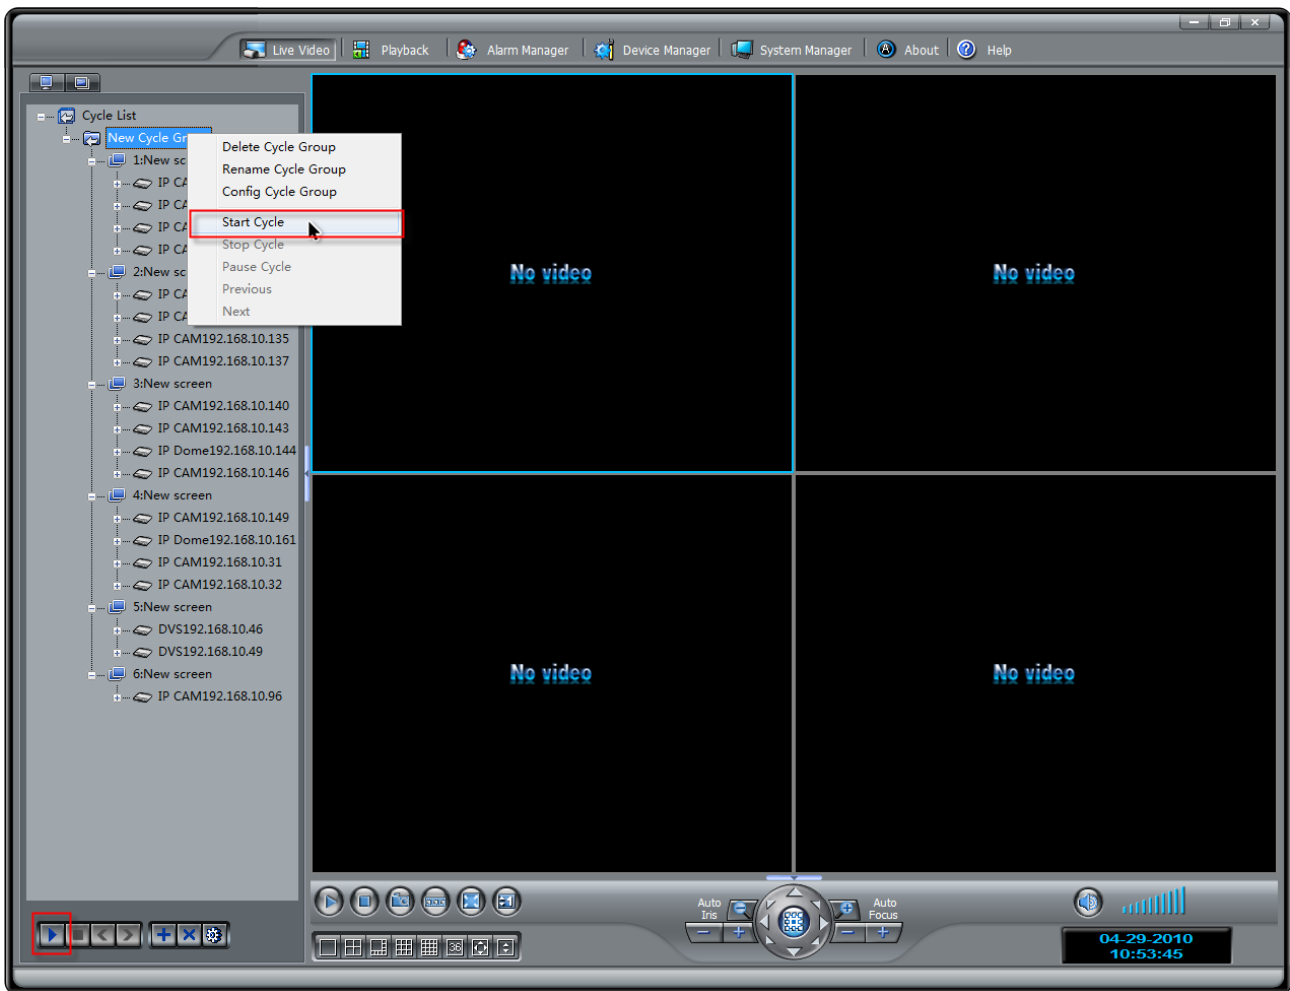 Live Video Playback Alarm Manager Device Manager System Manager About Help
Cycle List
New Cycle Gr
1:New sc
IP CA
IP CA
IP CA
IP CA
2:New sc
IP CA
IP CA
IP CAM192.168.10.135
IP CAM192.168.10.137
3:New screen
IP CAM192.168.10.140
IP CAM192.168.10.143
IP Dome192.168.10.144
IP CAM192.168.10.146
4:New screen
IP CAM192.168.10.149
IP Dome192.168.10.161
IP CAM192.168.10.31
IP CAM192.168.10.32
5:New screen
DVS192.168.10.46
DVS192.168.10.49
6:New screen
IP CAM192.168.10.96
Delete Cycle Group
Rename Cycle Group
Config Cycle Group
Start Cycle
Stop Cycle
Pause Cycle
Previous
Next
No video
No video
No video
No video
Auto
Iris
Auto
Focus
36
04-29-2010
10:53:45